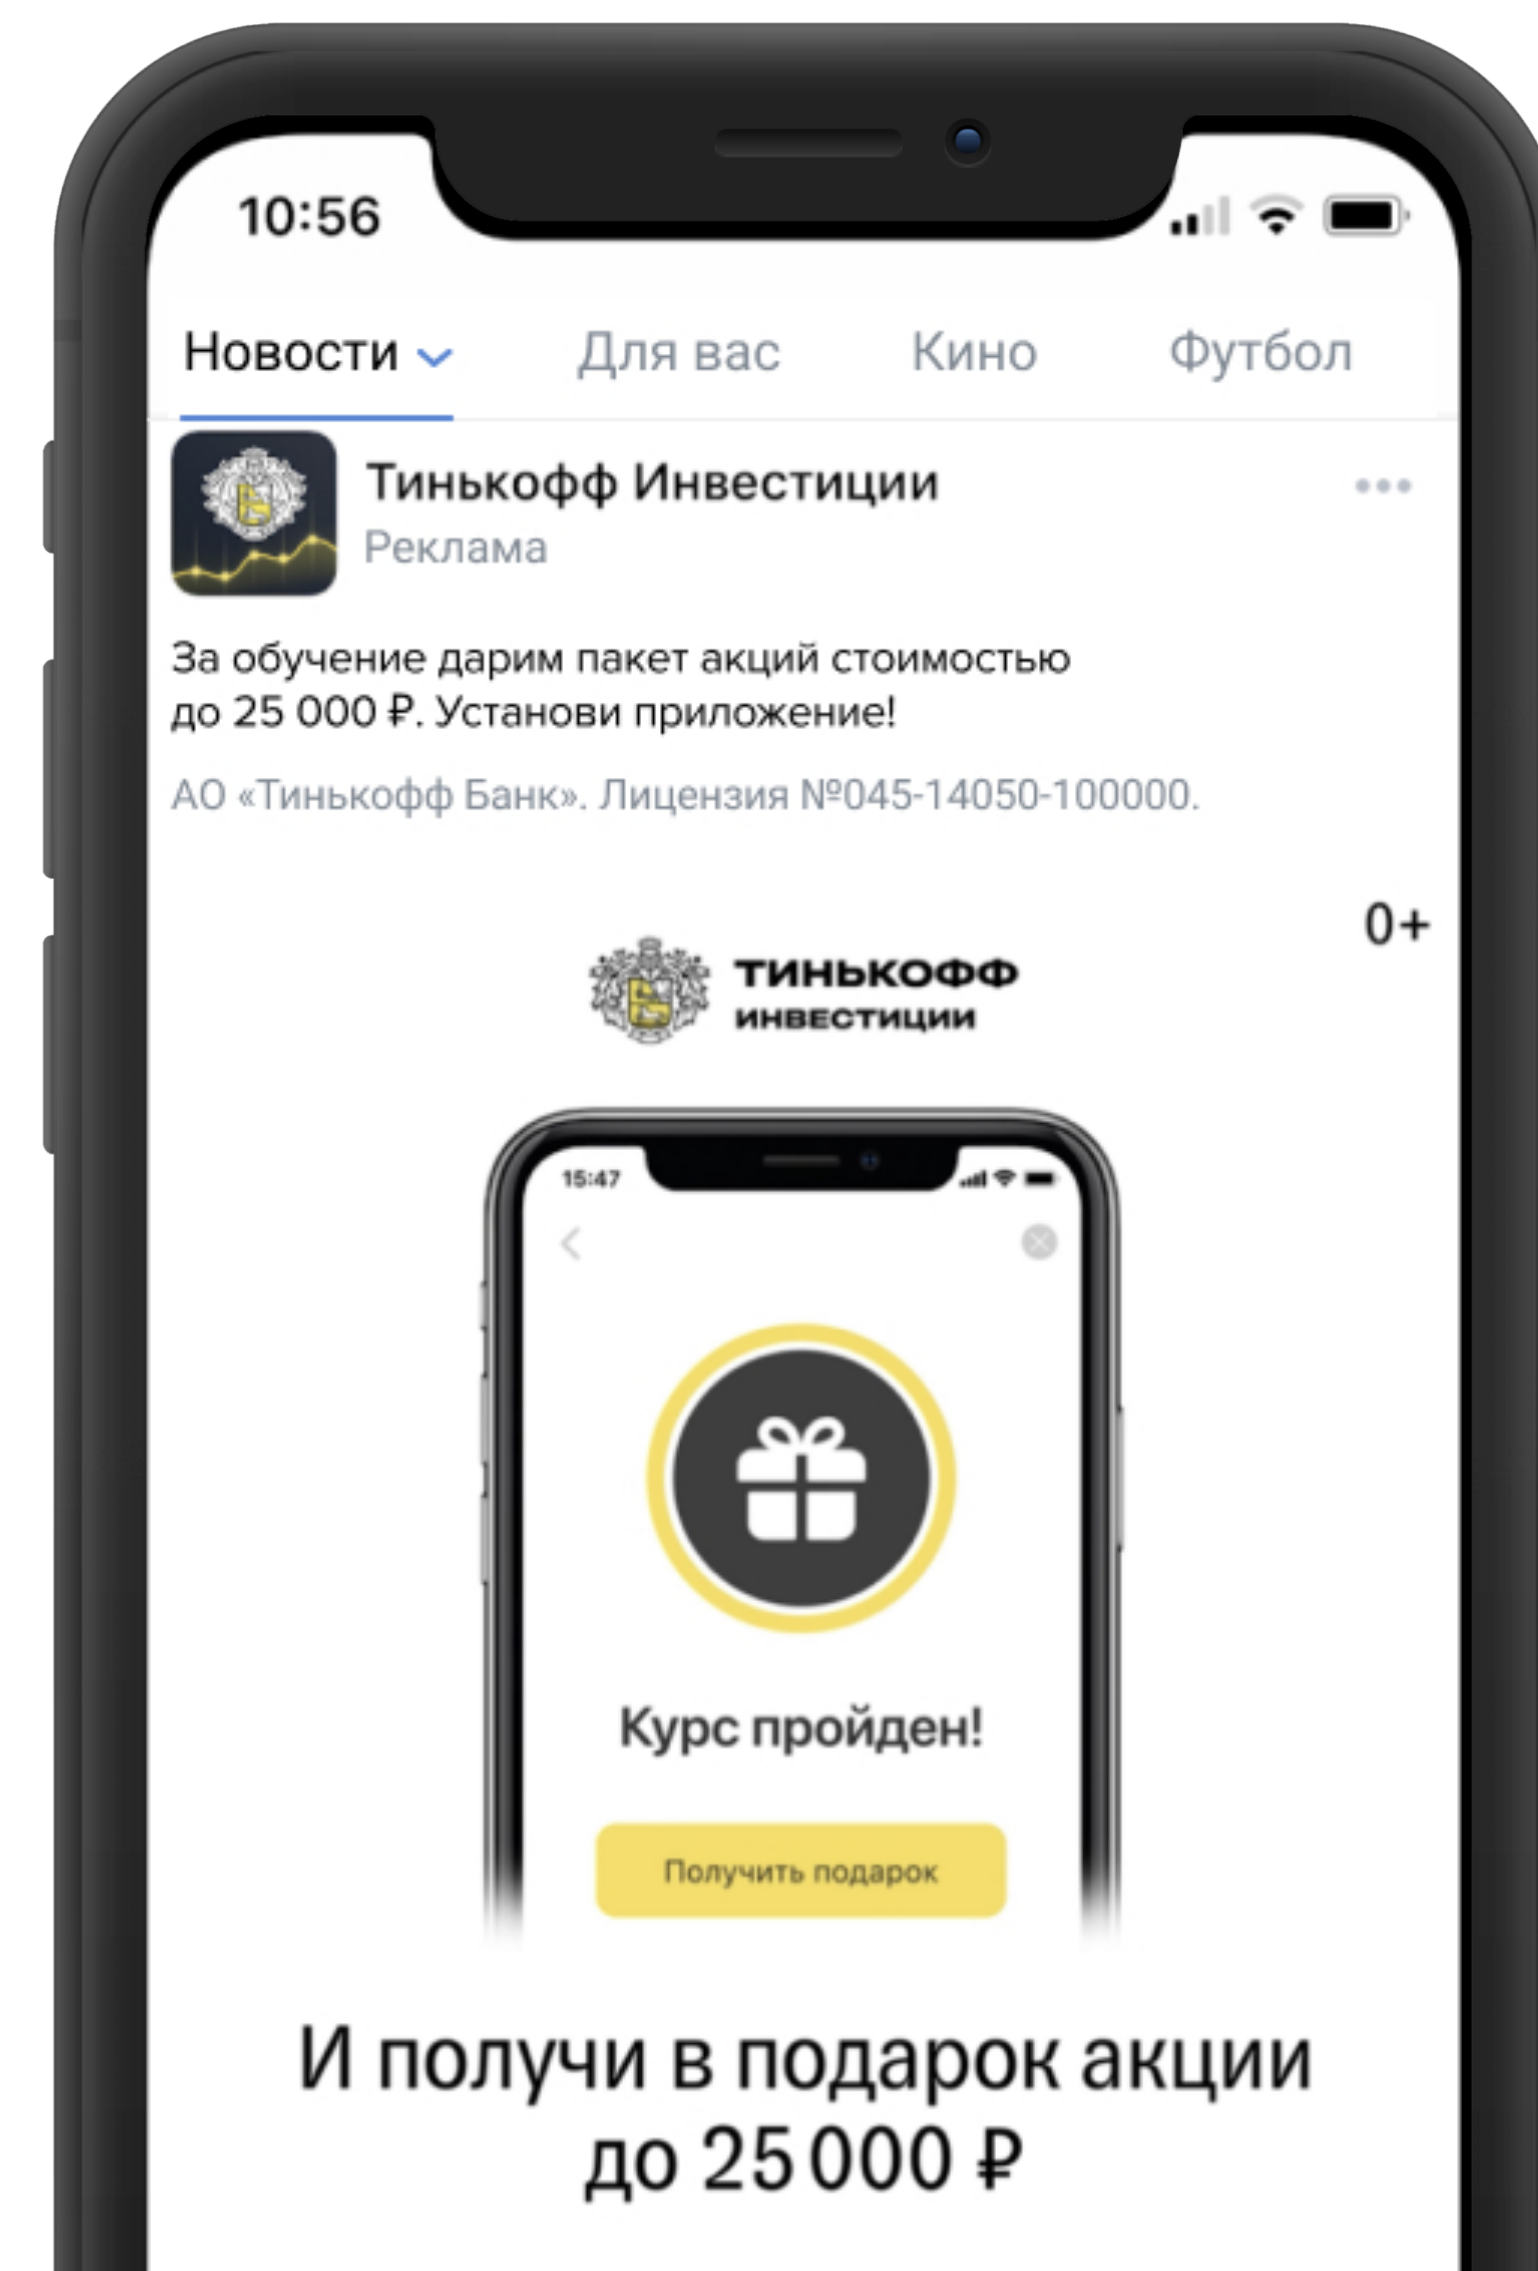 10:56
Новости Для вас Кино Футбол
Тинькофф Инвестиции
Реклама
За обучение дарим пакет акций стоимостью
до 25 000 ₽. Установи приложение!
АО «Тинькофф Банк». Лицензия №045-14050-100000.
0+
ТИНЬКОФФ
ИНВЕСТИЦИИ
15:47
Курс пройден!
Получить подарок
И получи в подарок акции
до 25 000 ₽